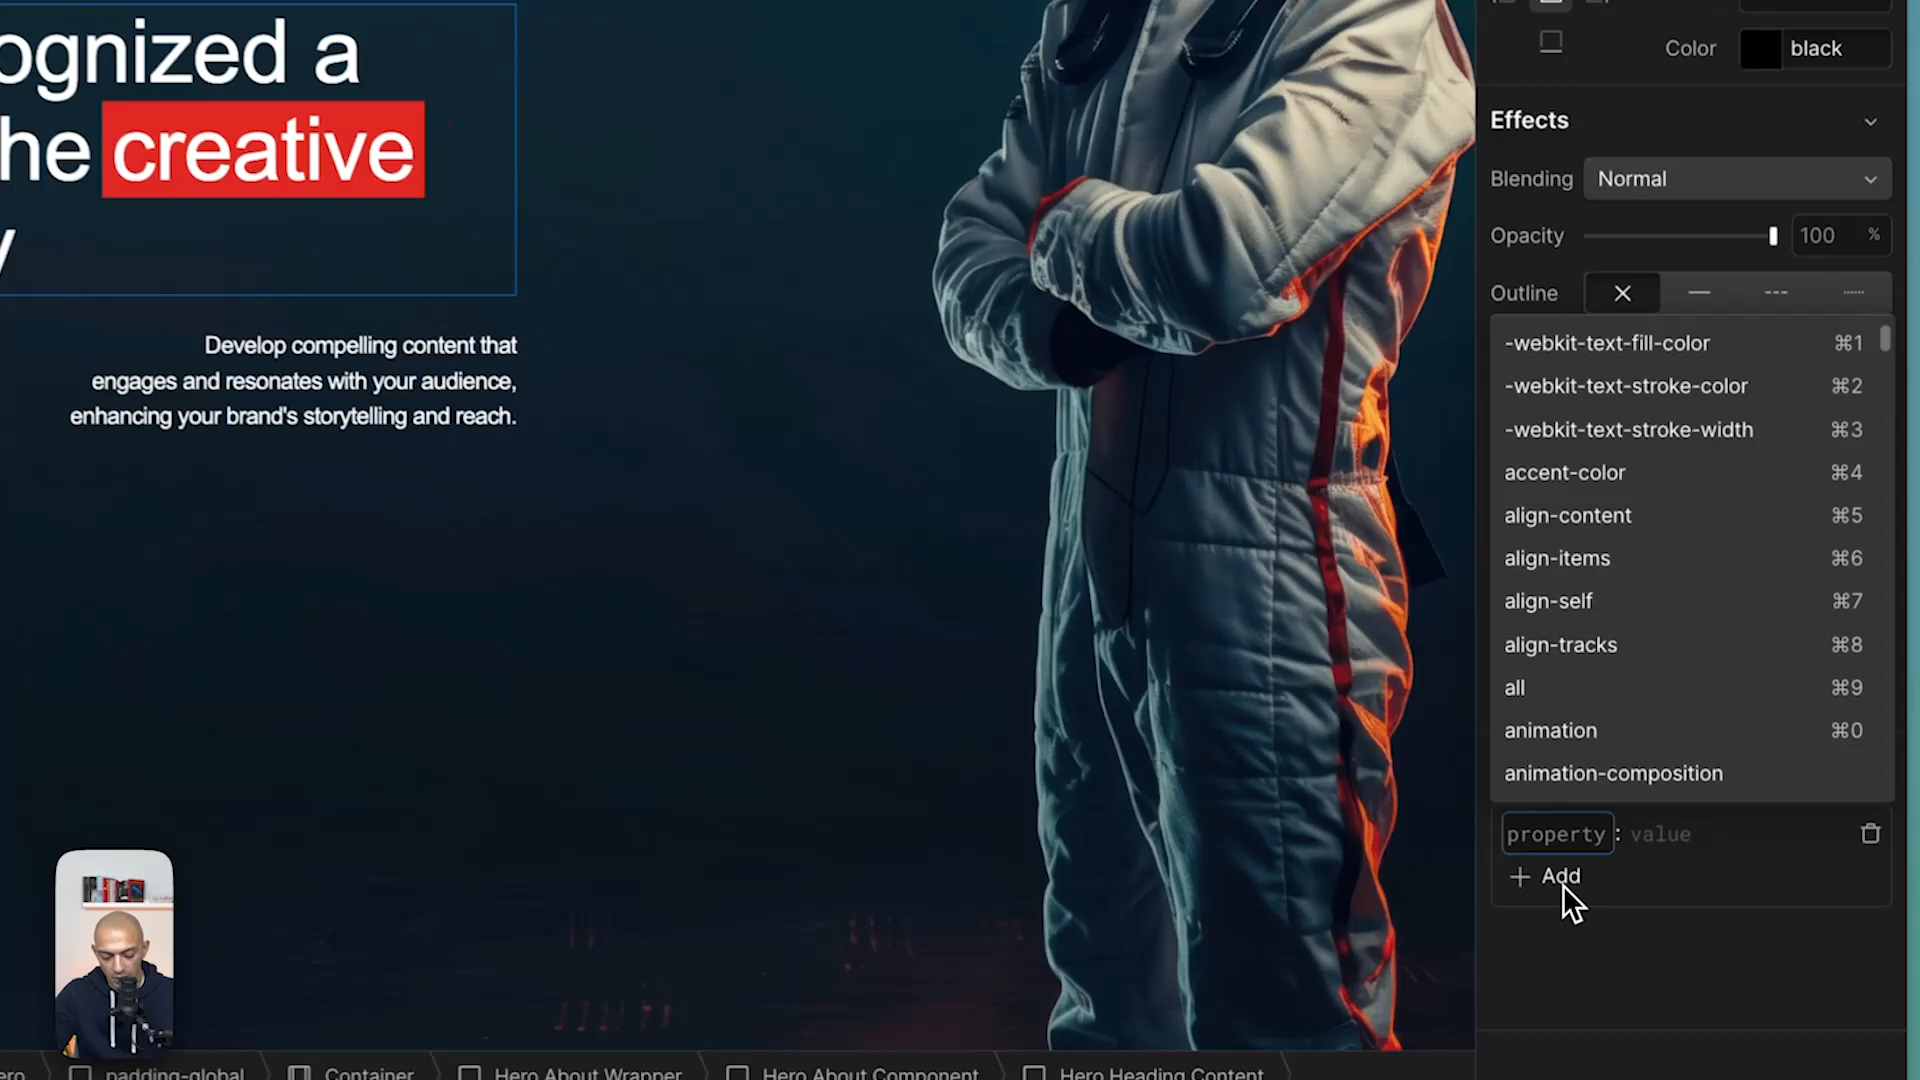 ognized a
he creative
y
Develop compelling content that
engages and resonates with your audience,
enhancing your brand's storytelling and reach.
Color black
Effects
Blending Normal
Opacity 100 %
Outline
-webkit-text-fill-color ⌘1
-webkit-text-stroke-color ⌘2
-webkit-text-stroke-width ⌘3
accent-color ⌘4
align-content ⌘5
align-items ⌘6
align-self ⌘7
align-tracks ⌘8
all ⌘9
animation ⌘0
animation-composition
property : value
+ Add
ero padding-global Container Hero About Wrapper Hero About Component Hero Heading Content